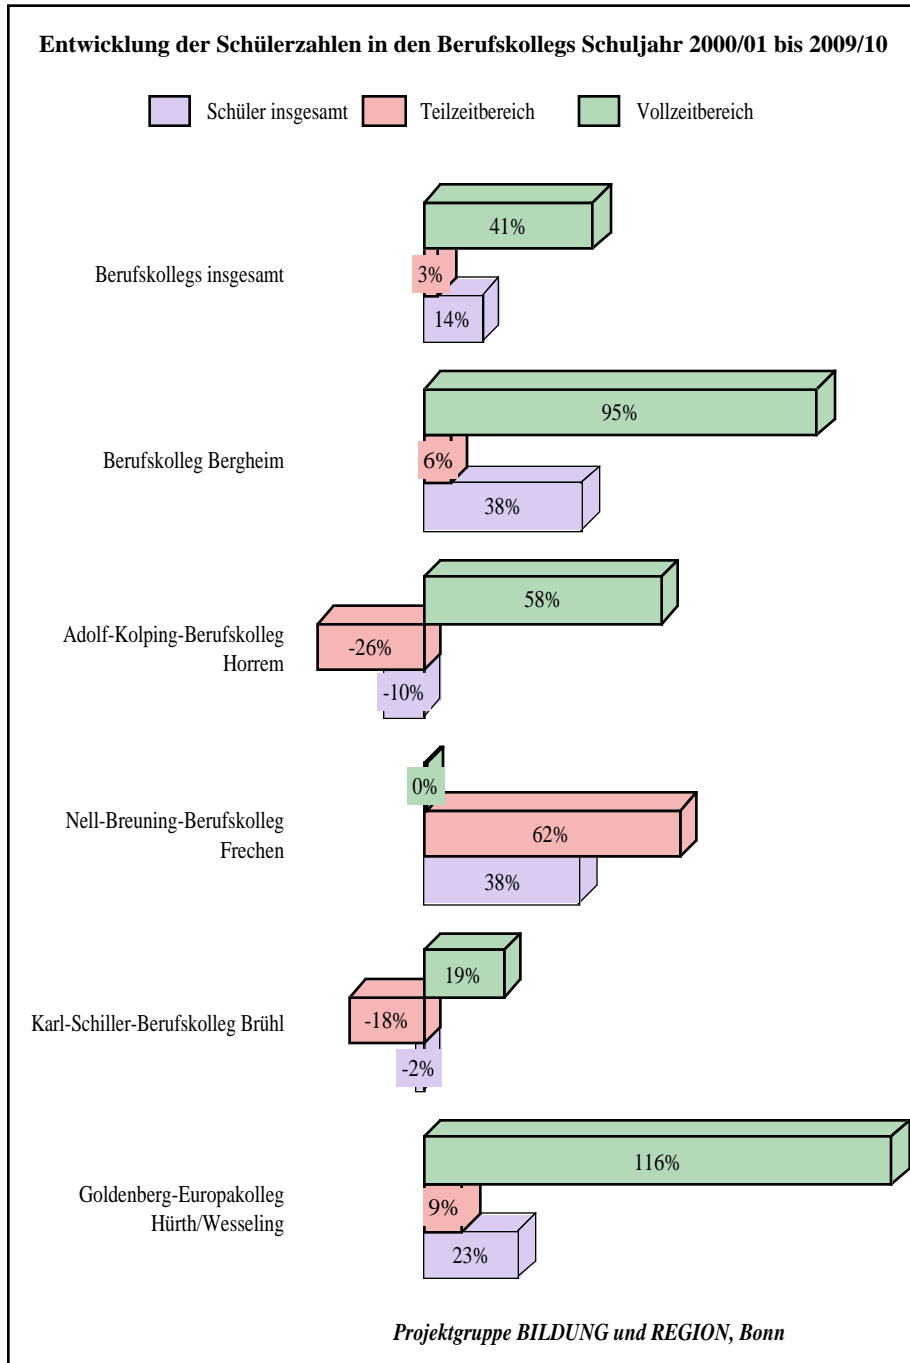 Entwicklung der Schülerzahlen in den Berufskollegs Schuljahr 2000/01 bis 2009/10
Schüler insgesamt Teilzeitbereich Vollzeitbereich
41%
Berufskollegs insgesamt 3%
14%
95%
Berufskolleg Bergheim 6%
38%
58%
Adolf-Kolping-Berufskolleg -26%
Horrem
-10%
0%
Nell-Breuning-Berufskolleg 62%
Frechen
38%
19%
Karl-Schiller-Berufskolleg Brühl -18%
-2%
116%
Goldenberg-Europakolleg 9%
Hürth/Wesseling
23%
Projektgruppe BILDUNG und REGION, Bonn